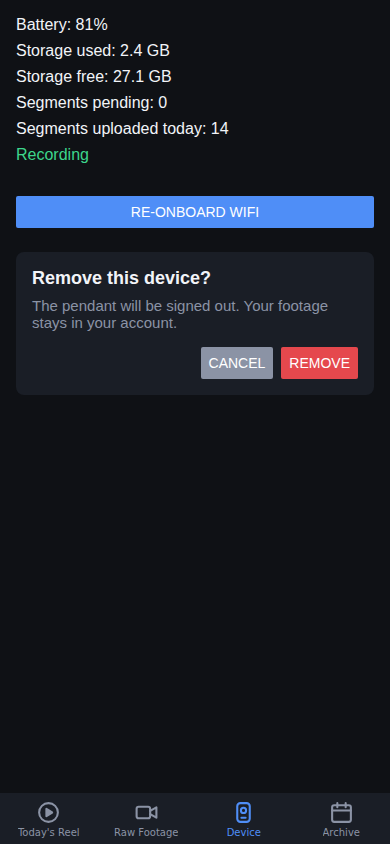 Battery: 81%
Storage used: 2.4 GB
Storage free: 27.1 GB
Segments pending: 0
Segments uploaded today: 14
Recording
RE-ONBOARD WIFI
Remove this device?
The pendant will be signed out. Your footage
stays in your account.
CANCEL REMOVE
Today's Reel Raw Footage Device Archive